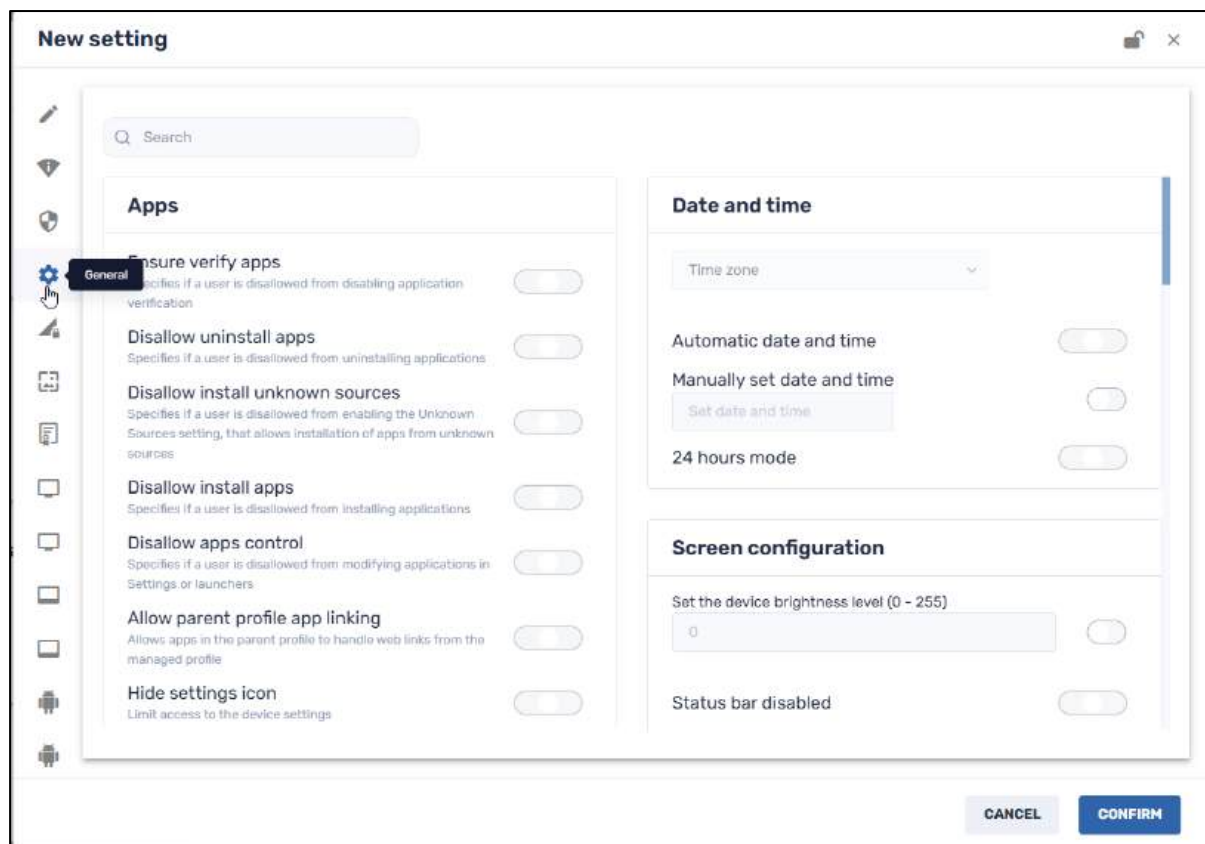 New setting
Search
Apps
Ensure verify apps
General
Specifies if a user is disallowed from disabling application
verification
Disallow uninstall apps
Specifies if a user is disallowed from uninstalling applications
Disallow install unknown sources
Specifies if a user is disallowed from enabling the Unknown
Sources setting, that allows installation of apps from unknown
sources
Disallow install apps
Specifies if a user is disallowed from installing applications
Disallow apps control
Specifies if a user is disallowed from modifying applications in
Settings or launchers
Allow parent profile app linking
Allows apps in the parent profile to handle web links from the
managed profile
Hide settings icon
Limit access to the device settings
Date and time
Time zone
Automatic date and time
Manually set date and time
Set date and time
24 hours mode
Screen configuration
Set the device brightness level (0 - 255)
0
Status bar disabled
CANCEL
CONFIRM